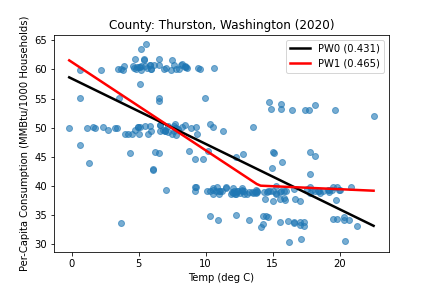 County: Thurston, Washington (2020)
PW0 (0.431)
PW1 (0.465)
Per-Capita Consumption (MMBtu/1000 Households)
65
60
55
50
45
40
35
30
0
5
10
15
20
Temp (deg C)